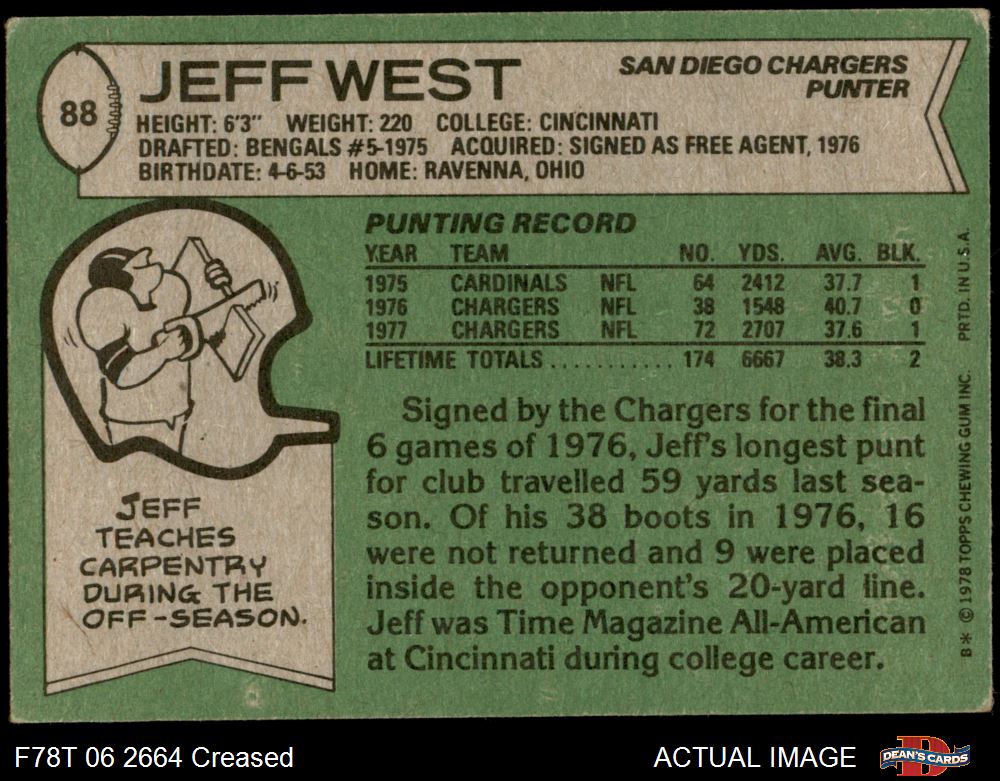 88
JEFF WEST
SAN DIEGO CHARGERS
PUNTER
HEIGHT: 6'3" WEIGHT: 220 COLLEGE: CINCINNATI
DRAFTED: BENGALS #5-1975 ACQUIRED: SIGNED AS FREE AGENT, 1976
BIRTHDATE: 4-6-53 HOME: RAVENNA, OHIO
PUNTING RECORD
YEAR TEAM NO. YDS. AVG. BLK.
1975 CARDINALS NFL 64 2412 37.7 1
1976 CHARGERS NFL 38 1548 40.7 0
1977 CHARGERS NFL 72 2707 37.6 1
LIFETIME TOTALS ........... 174 6667 38.3 2
Signed by the Chargers for the final
6 games of 1976, Jeff's longest punt
for club travelled 59 yards last sea-
son. Of his 38 boots in 1976, 16
were not returned and 9 were placed
inside the opponent's 20-yard line.
Jeff was Time Magazine All-American
at Cincinnati during college career.
JEFF
TEACHES
CARPENTRY
DURING THE
OFF-SEASON.
B* © 1978 TOPPS CHEWING GUM INC. PRTD. IN U.S.A.
F78T 06 2664 Creased
ACTUAL IMAGE
D
DEAN'S CARDS